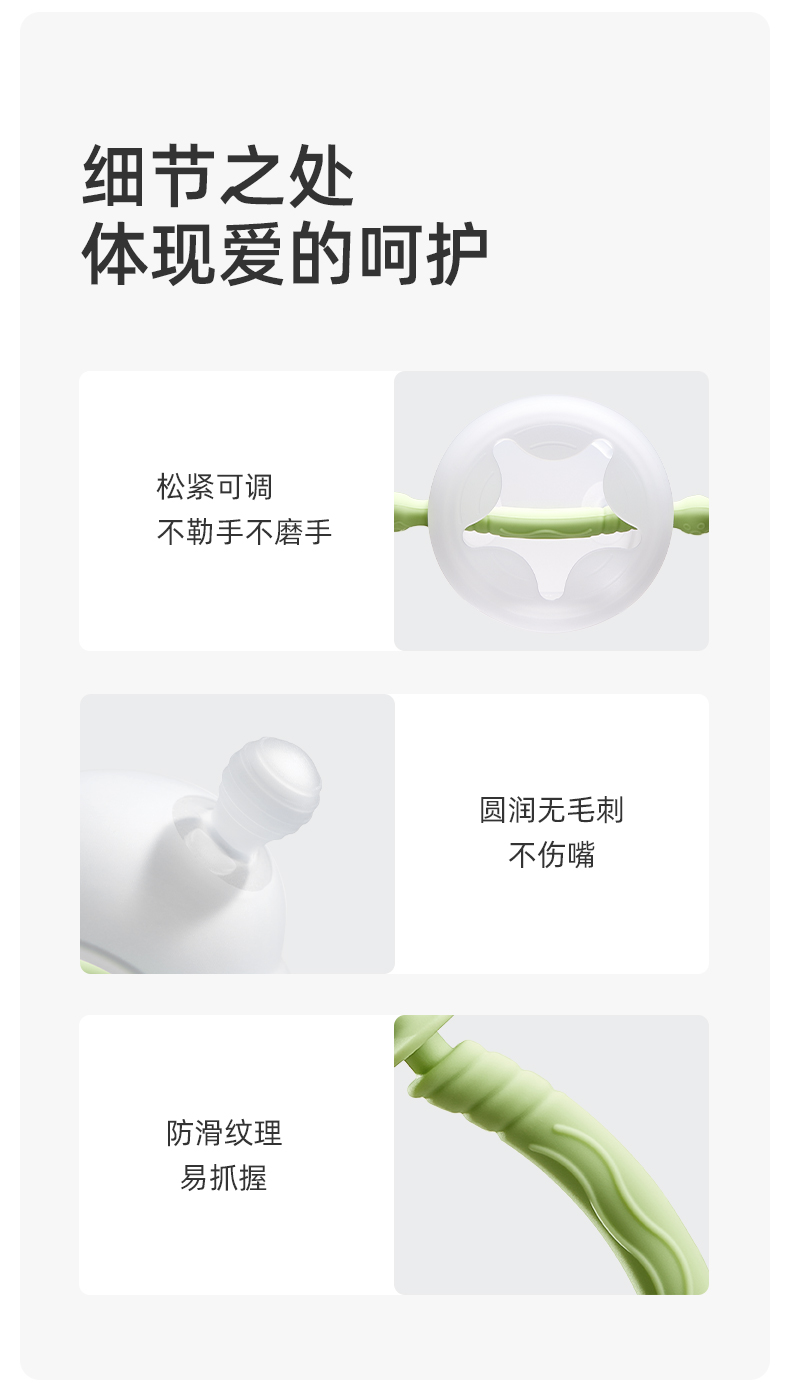 细节之处
体现爱的呵护
松紧可调
不勒手不磨手
圆润无毛刺
不伤嘴
防滑纹理
易抓握